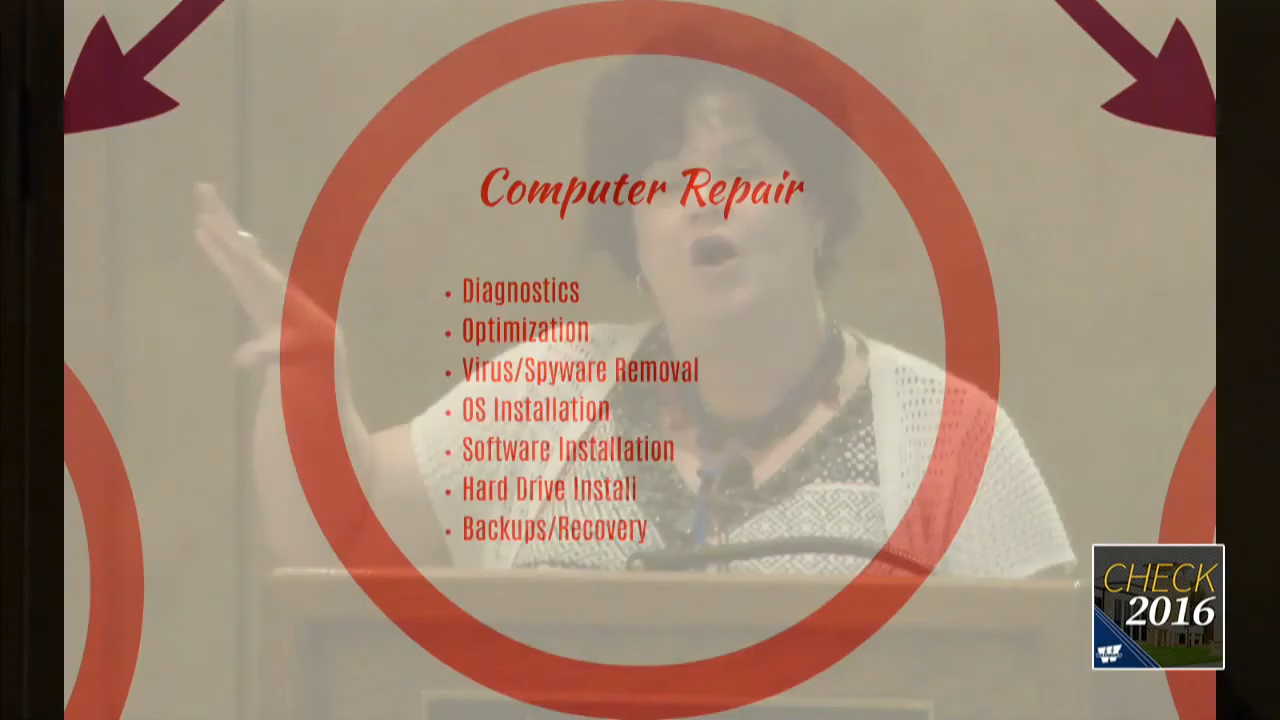 Computer Repair
• Diagnostics
• Optimization
• Virus/Spyware Removal
• OS Installation
• Software Installation
• Hard Drive Install
• Backups/Recovery
CHECK
2016
W